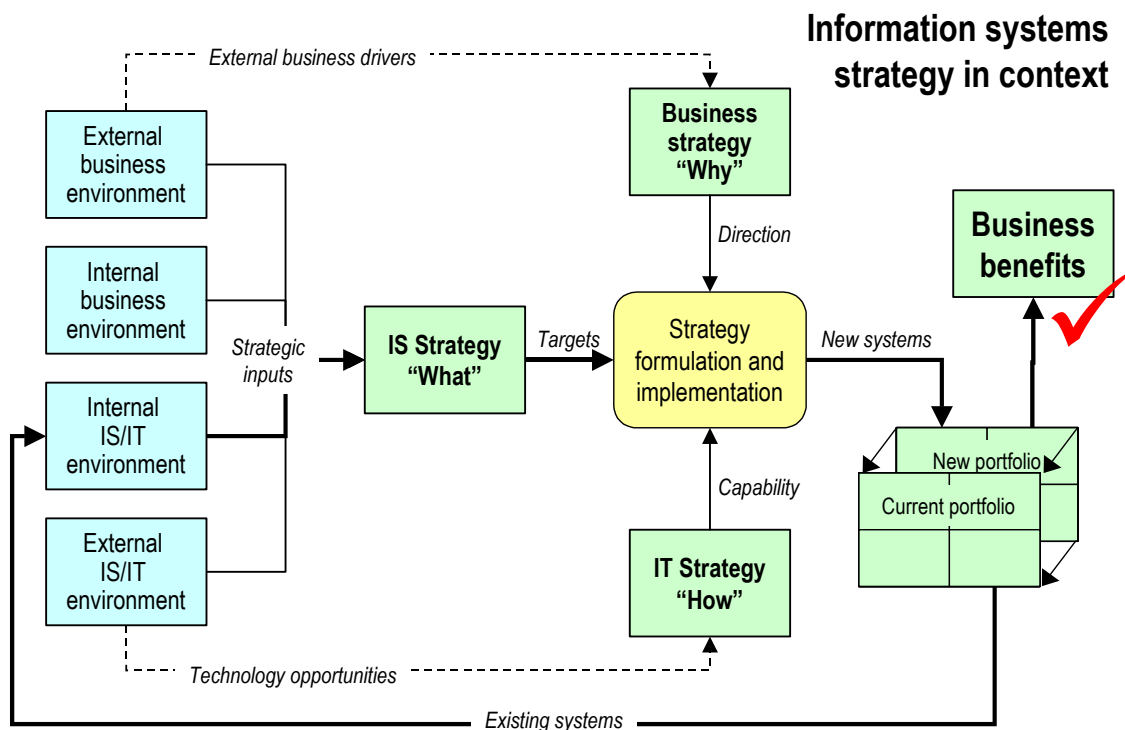 Information systems
strategy in context
External business drivers
External
business
environment
Business
strategy
“Why”
Business
benefits
Direction
Internal
business
environment
Strategic
inputs
IS Strategy
“What”
Targets
Strategy
formulation and
implementation
New systems
Internal
IS/IT
environment
New portfolio
Current portfolio
Capability
External
IS/IT
environment
IT Strategy
“How”
Technology opportunities
Existing systems